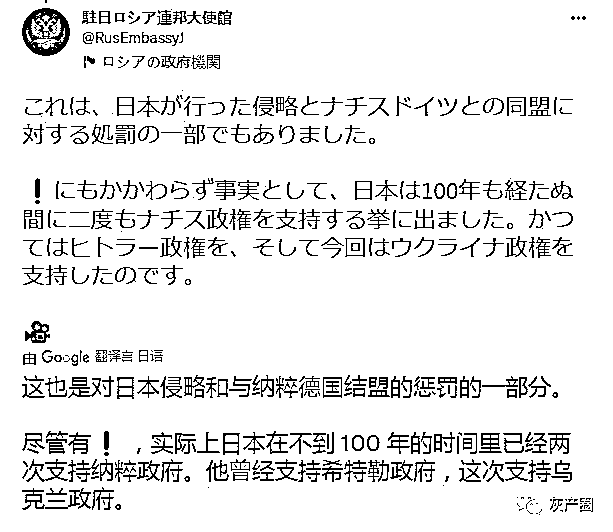 駐日ロシア連邦大使館
@RusEmbassyJ
ロシアの政府機関
これは、日本が行った侵略とナチスドイツとの同盟に
対する処罰の一部でもありました。
❗にもかかわらず事実として、日本は100年も経たぬ
間に二度もナチス政権を支持する挙に出ました。かつ
てはヒトラー政権を、そして今回はウクライナ政権を
支持したのです。
由 Google 翻译言 日语
这也是对日本侵略和与纳粹德国结盟的惩罚的一部分。
尽管有❗，实际上日本在不到 100 年的时间里已经两
次支持纳粹政府。他曾经支持希特勒政府，这次支持乌
克兰政府。
灰产圈